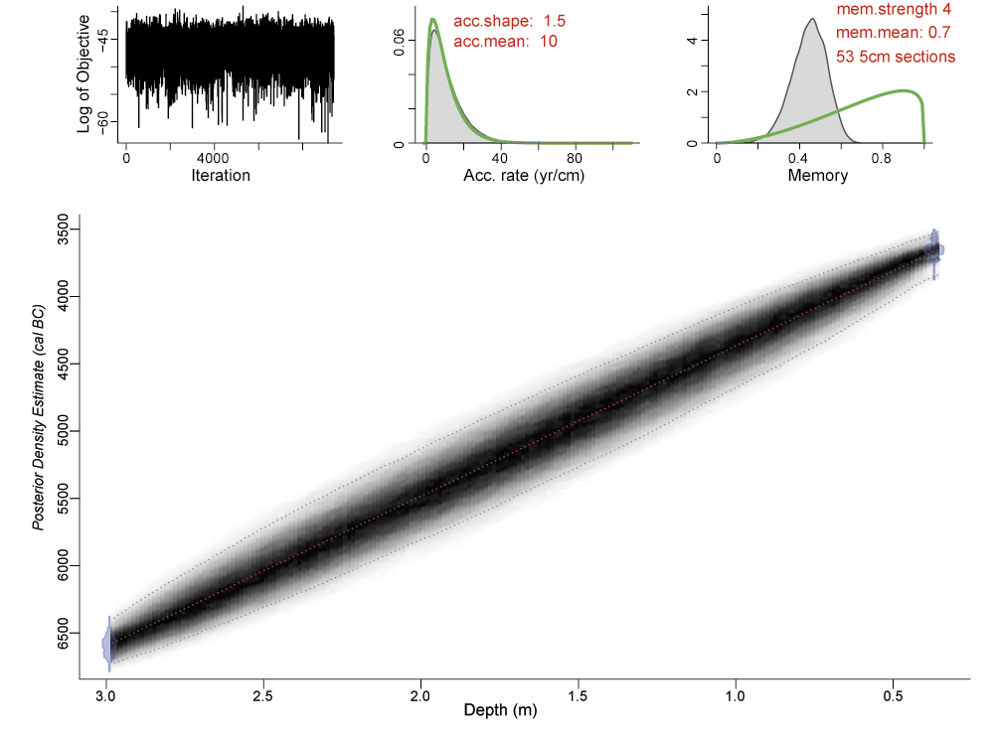 Log of Objective
-45
-60
0
4000
Iteration
acc.shape: 1.5
acc.mean: 10
0.06
0
0
40
80
Acc. rate (yr/cm)
mem.strength 4
mem.mean: 0.7
53 5cm sections
4
2
0
0
0.4
0.8
Memory
Posterior Density Estimate (cal BC)
3500
4000
4500
5000
5500
6000
6500
3.0
2.5
2.0
1.5
1.0
0.5
Depth (m)